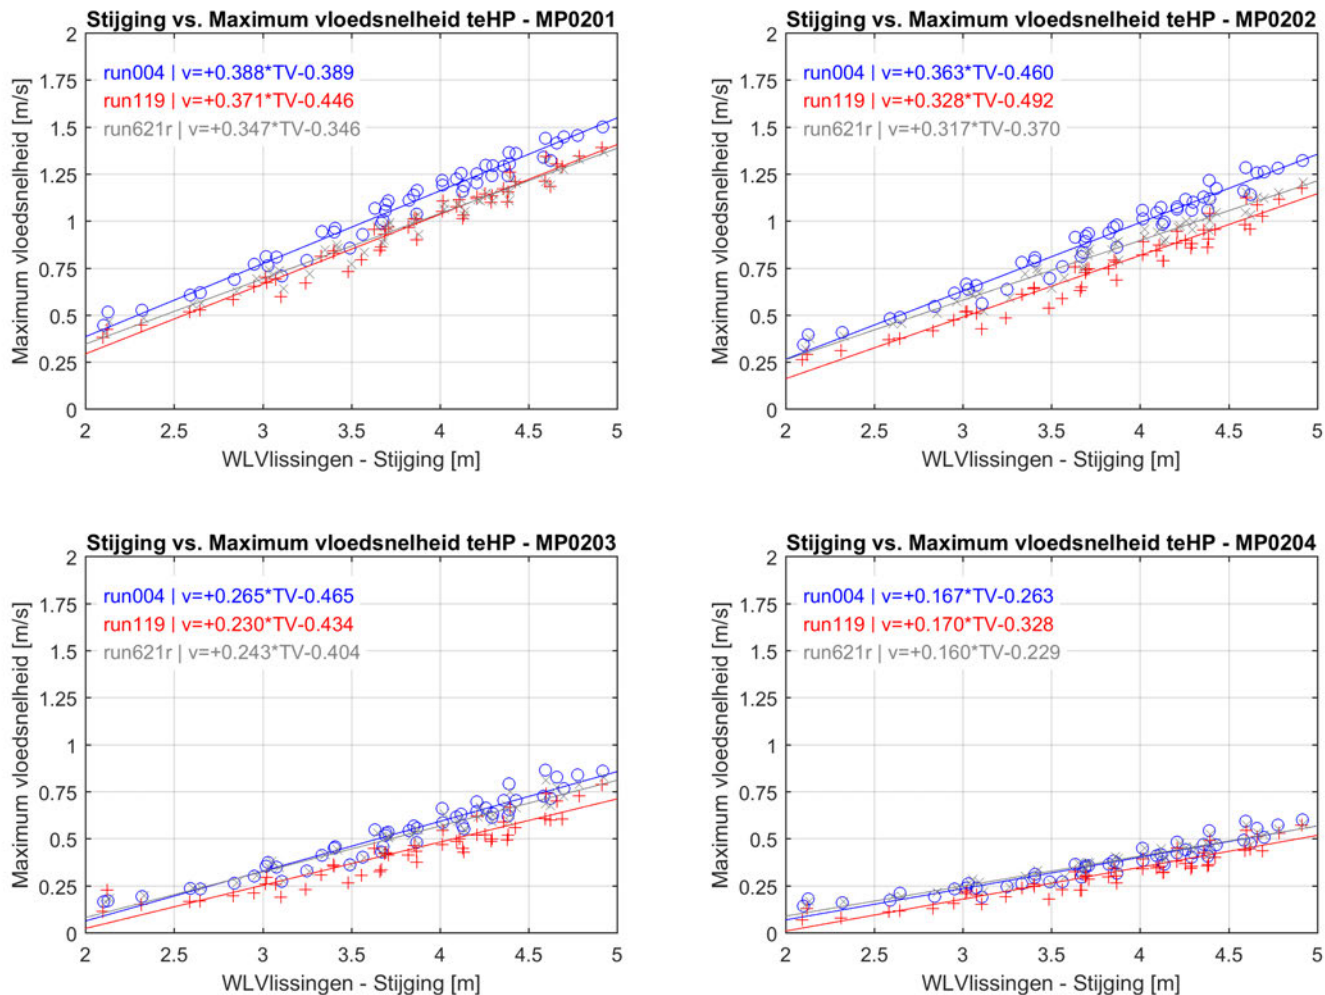 Stijging vs. Maximum vloedsnelheid teHP - MP0201
run004 | v=+0.388*TV-0.389
run119 | v=+0.371*TV-0.446
run621r | v=+0.347*TV-0.346
Maximum vloedsnelheid [m/s]
2
1.75
1.5
1.25
1
0.75
0.5
0.25
0
2
2.5
3
3.5
4
4.5
5
WLVlissingen - Stijging [m]
Stijging vs. Maximum vloedsnelheid teHP - MP0202
run004 | v=+0.363*TV-0.460
run119 | v=+0.328*TV-0.492
run621r | v=+0.317*TV-0.370
Maximum vloedsnelheid [m/s]
2
1.75
1.5
1.25
1
0.75
0.5
0.25
0
2
2.5
3
3.5
4
4.5
5
WLVlissingen - Stijging [m]
Stijging vs. Maximum vloedsnelheid teHP - MP0203
run004 | v=+0.265*TV-0.465
run119 | v=+0.230*TV-0.434
run621r | v=+0.243*TV-0.404
Maximum vloedsnelheid [m/s]
2
1.75
1.5
1.25
1
0.75
0.5
0.25
0
2
2.5
3
3.5
4
4.5
5
WLVlissingen - Stijging [m]
Stijging vs. Maximum vloedsnelheid teHP - MP0204
run004 | v=+0.167*TV-0.263
run119 | v=+0.170*TV-0.328
run621r | v=+0.160*TV-0.229
Maximum vloedsnelheid [m/s]
2
1.75
1.5
1.25
1
0.75
0.5
0.25
0
2
2.5
3
3.5
4
4.5
5
WLVlissingen - Stijging [m]